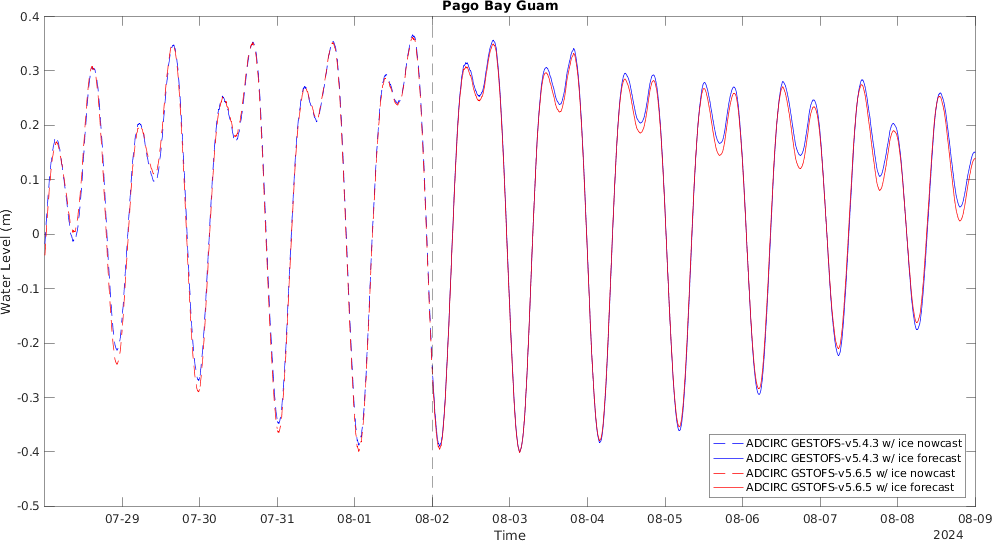 Pago Bay Guam
0.4
0.3
0.2
0.1
0
-0.1
-0.2
-0.3
-0.4
-0.5
Water Level (m)
ADCIRC GESTOFS-v5.4.3 w/ ice nowcast
ADCIRC GESTOFS-v5.4.3 w/ ice forecast
ADCIRC GSTOFS-v5.6.5 w/ ice nowcast
ADCIRC GSTOFS-v5.6.5 w/ ice forecast
07-29 07-30 07-31 08-01 08-02 08-03 08-04 08-05 08-06 08-07 08-08 08-09
Time 2024